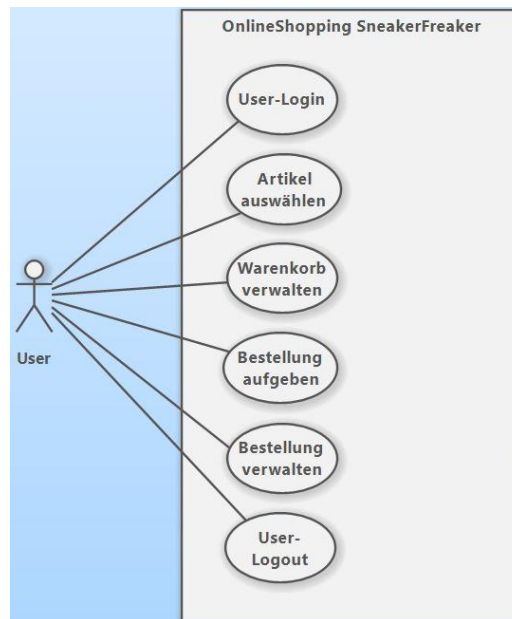 OnlineShopping SneakerFreaker
User-Login
Artikel
auswählen
Warenkorb
verwalten
User
Bestellung
aufgeben
Bestellung
verwalten
User-
Logout